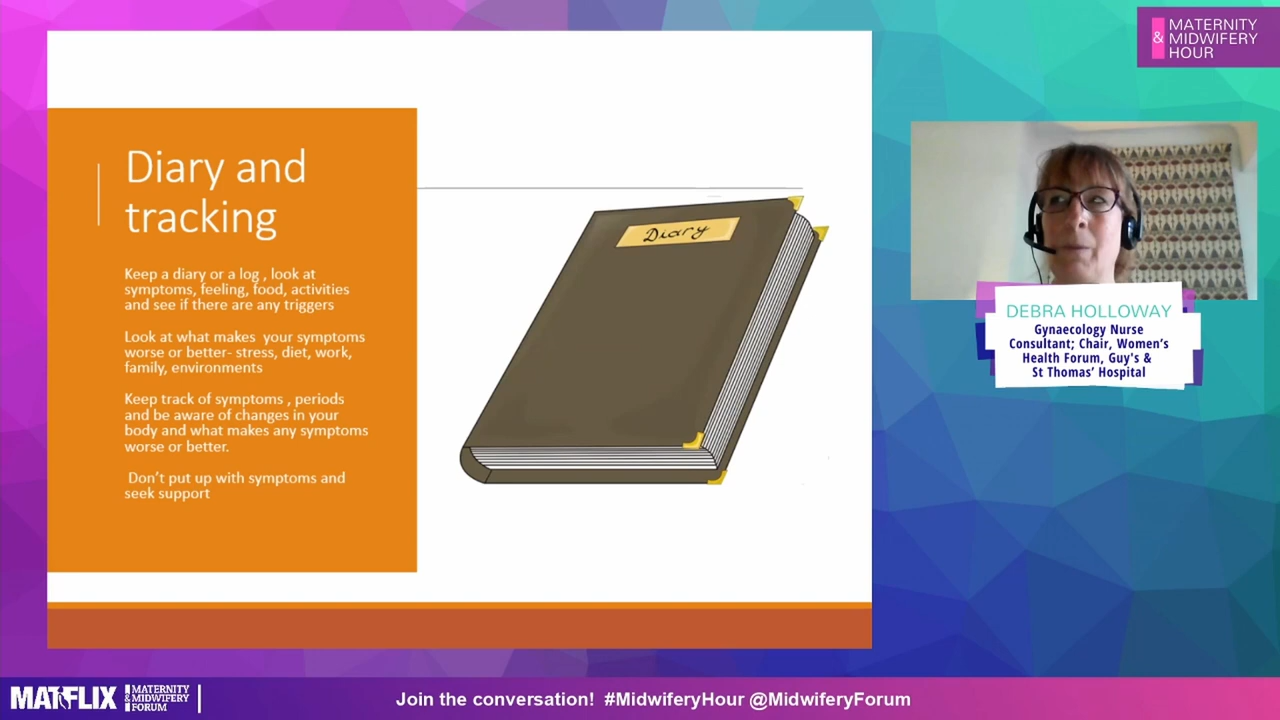 MATERNITY
& MIDWIFERY
HOUR
Diary and
tracking
Keep a diary or a log , look at
symptoms, feeling, food, activities
and see if there are any triggers
Look at what makes  your symptoms
worse or better- stress, diet, work,
family, environments
Keep track of symptoms , periods
and be aware of changes in your
body and what makes any symptoms
worse or better.
Don't put up with symptoms and
seek support
Diary
DEBRA HOLLOWAY
Gynaecology Nurse
Consultant; Chair, Women's
Health Forum, Guy's &
St Thomas' Hospital
MATFLIX
MATERNITY
& MIDWIFERY
FORUM
Join the conversation!  #MidwiferyHour @MidwiferyForum